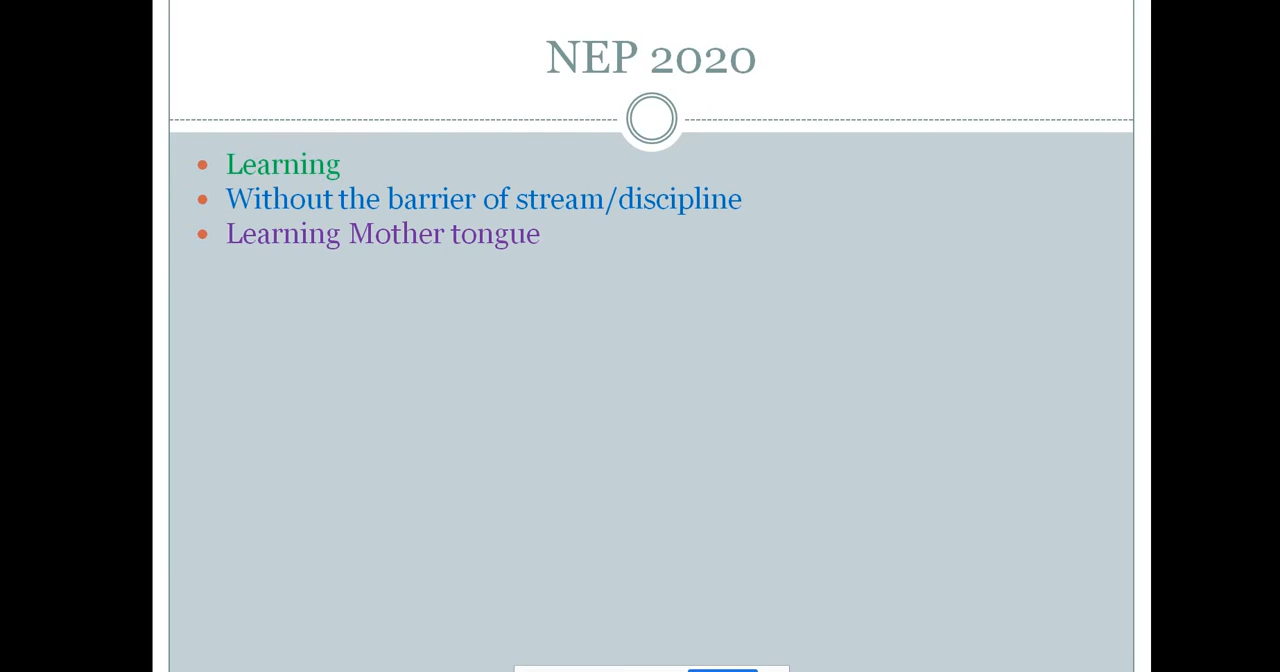 NEP 2020
Learning
Without the barrier of stream/discipline
Learning Mother tongue